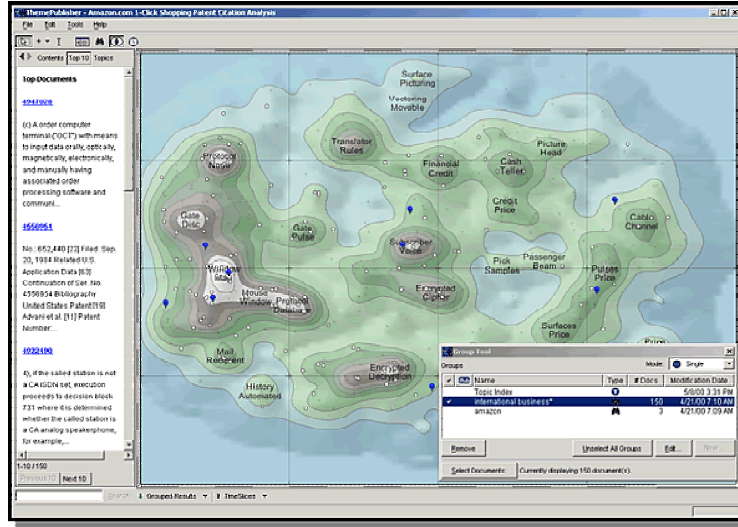 ThemePublisher - Amazon.com 1-Click Shopping Patent Citation Analysis
File Edit Tools Help
Contents Top 10 Topics
Top Documents
(c) A order computer
terminal ("OCT") with means
to input data orally, optically,
magnetically, electronically,
and manually having
associated order
processing software and
communi...
4556954
No.: 652,440 [22] Filed: Sep.
20, 1984 Related U.S.
Application Data [63]
Continuation of Ser. No.
4556954 Bibliography
United States Patent [19]
Advani et al. [11] Patent
Number:...
4), if the called station is not
a CAISDN set, execution
proceeds to decision block
731 where it is determined
whether the called station is
a CA analog speakerphone,
for example,...
1-10 / 150
Previous 10 Next 10
Search Grouped Results TimeSlices
Surface
Picturing
Vectoring
Movable
Translator
Rules
Picture
Head
Protocol
Node
Financial
Credit
Cash
Teller
Credit
Price
Gate
Disc
Gate
Pulse
Cable
Channel
Subscriber
Voice
Pick
Samples
Passenger
Beam
Window
Map
Pulses
Price
Mouse
Window
Protocol
Database
Encrypted
Cipher
Surfaces
Price
Mail
Recipient
Encrypted
Decryption
History
Automated
Price
Group Tool
Groups Mode: Single
Name Type # Docs Modification Date
Topic Index 5/8/00 3:31 PM
international business* 150 4/21/00 7:10 AM
amazon 3 4/21/00 7:09 AM
Remove Unselect All Groups Edit... New...
Select Documents Currently displaying 150 document(s).